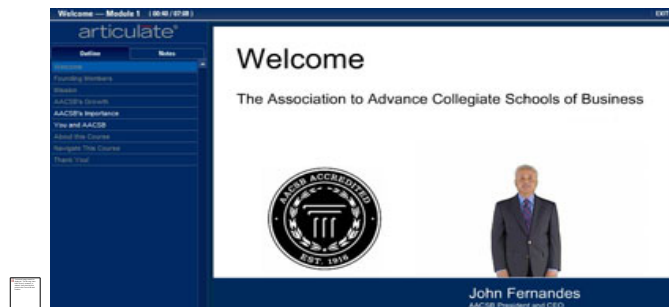 Welcome — Module 1 ( 00:40 / 07:08 )
EXIT
articulate®
Outline
Notes
Welcome
Founding Members
Mission
AACSB's Growth
AACSB's Importance
You and AACSB
About this Course
Navigate This Course
Thank You!
Welcome
The Association to Advance Collegiate Schools of Business
AACSB ACCREDITED
EST. 1916
John Fernandes
AACSB President and CEO